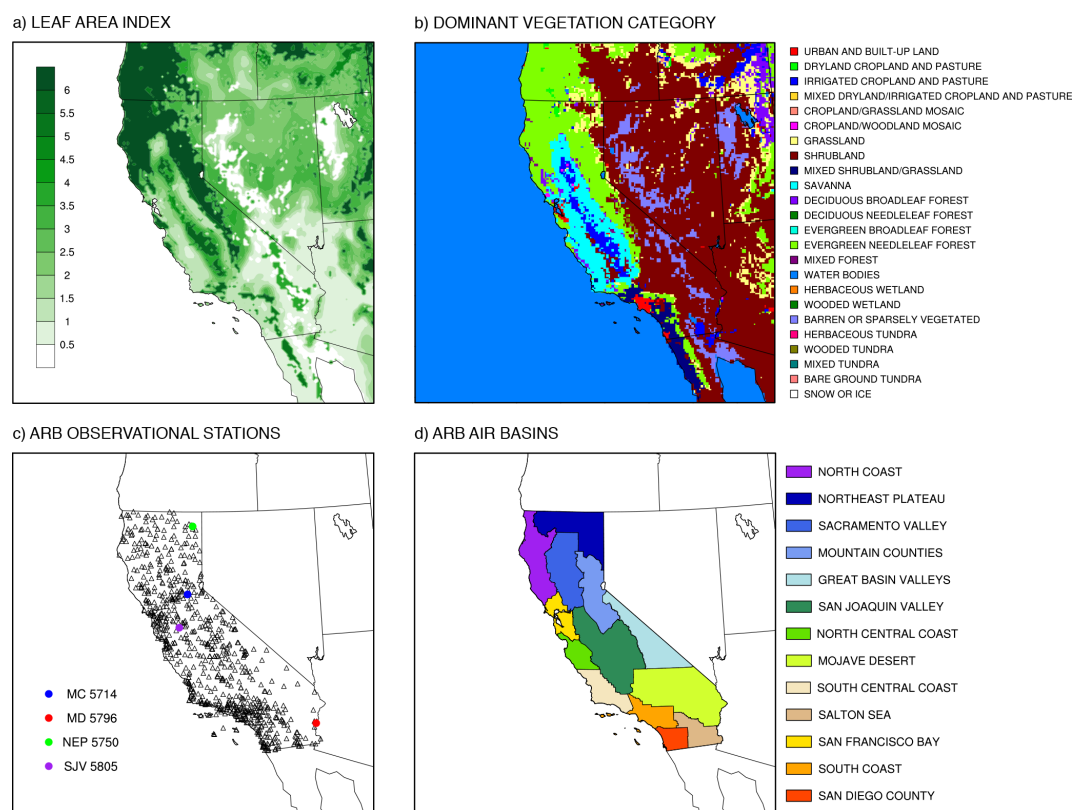 a) LEAF AREA INDEX
6
5.5
5
4.5
4
3.5
3
2.5
2
1.5
1
0.5
b) DOMINANT VEGETATION CATEGORY
URBAN AND BUILT-UP LAND
DRYLAND CROPLAND AND PASTURE
IRRIGATED CROPLAND AND PASTURE
MIXED DRYLAND/IRRIGATED CROPLAND AND PASTURE
CROPLAND/GRASSLAND MOSAIC
CROPLAND/WOODLAND MOSAIC
GRASSLAND
SHRUBLAND
MIXED SHRUBLAND/GRASSLAND
SAVANNA
DECIDUOUS BROADLEAF FOREST
DECIDUOUS NEEDLELEAF FOREST
EVERGREEN BROADLEAF FOREST
EVERGREEN NEEDLELEAF FOREST
MIXED FOREST
WATER BODIES
HERBACEOUS WETLAND
WOODED WETLAND
BARREN OR SPARSELY VEGETATED
HERBACEOUS TUNDRA
WOODED TUNDRA
MIXED TUNDRA
BARE GROUND TUNDRA
SNOW OR ICE
c) ARB OBSERVATIONAL STATIONS
MC 5714
MD 5796
NEP 5750
SJV 5805
d) ARB AIR BASINS
NORTH COAST
NORTHEAST PLATEAU
SACRAMENTO VALLEY
MOUNTAIN COUNTIES
GREAT BASIN VALLEYS
SAN JOAQUIN VALLEY
NORTH CENTRAL COAST
MOJAVE DESERT
SOUTH CENTRAL COAST
SALTON SEA
SAN FRANCISCO BAY
SOUTH COAST
SAN DIEGO COUNTY